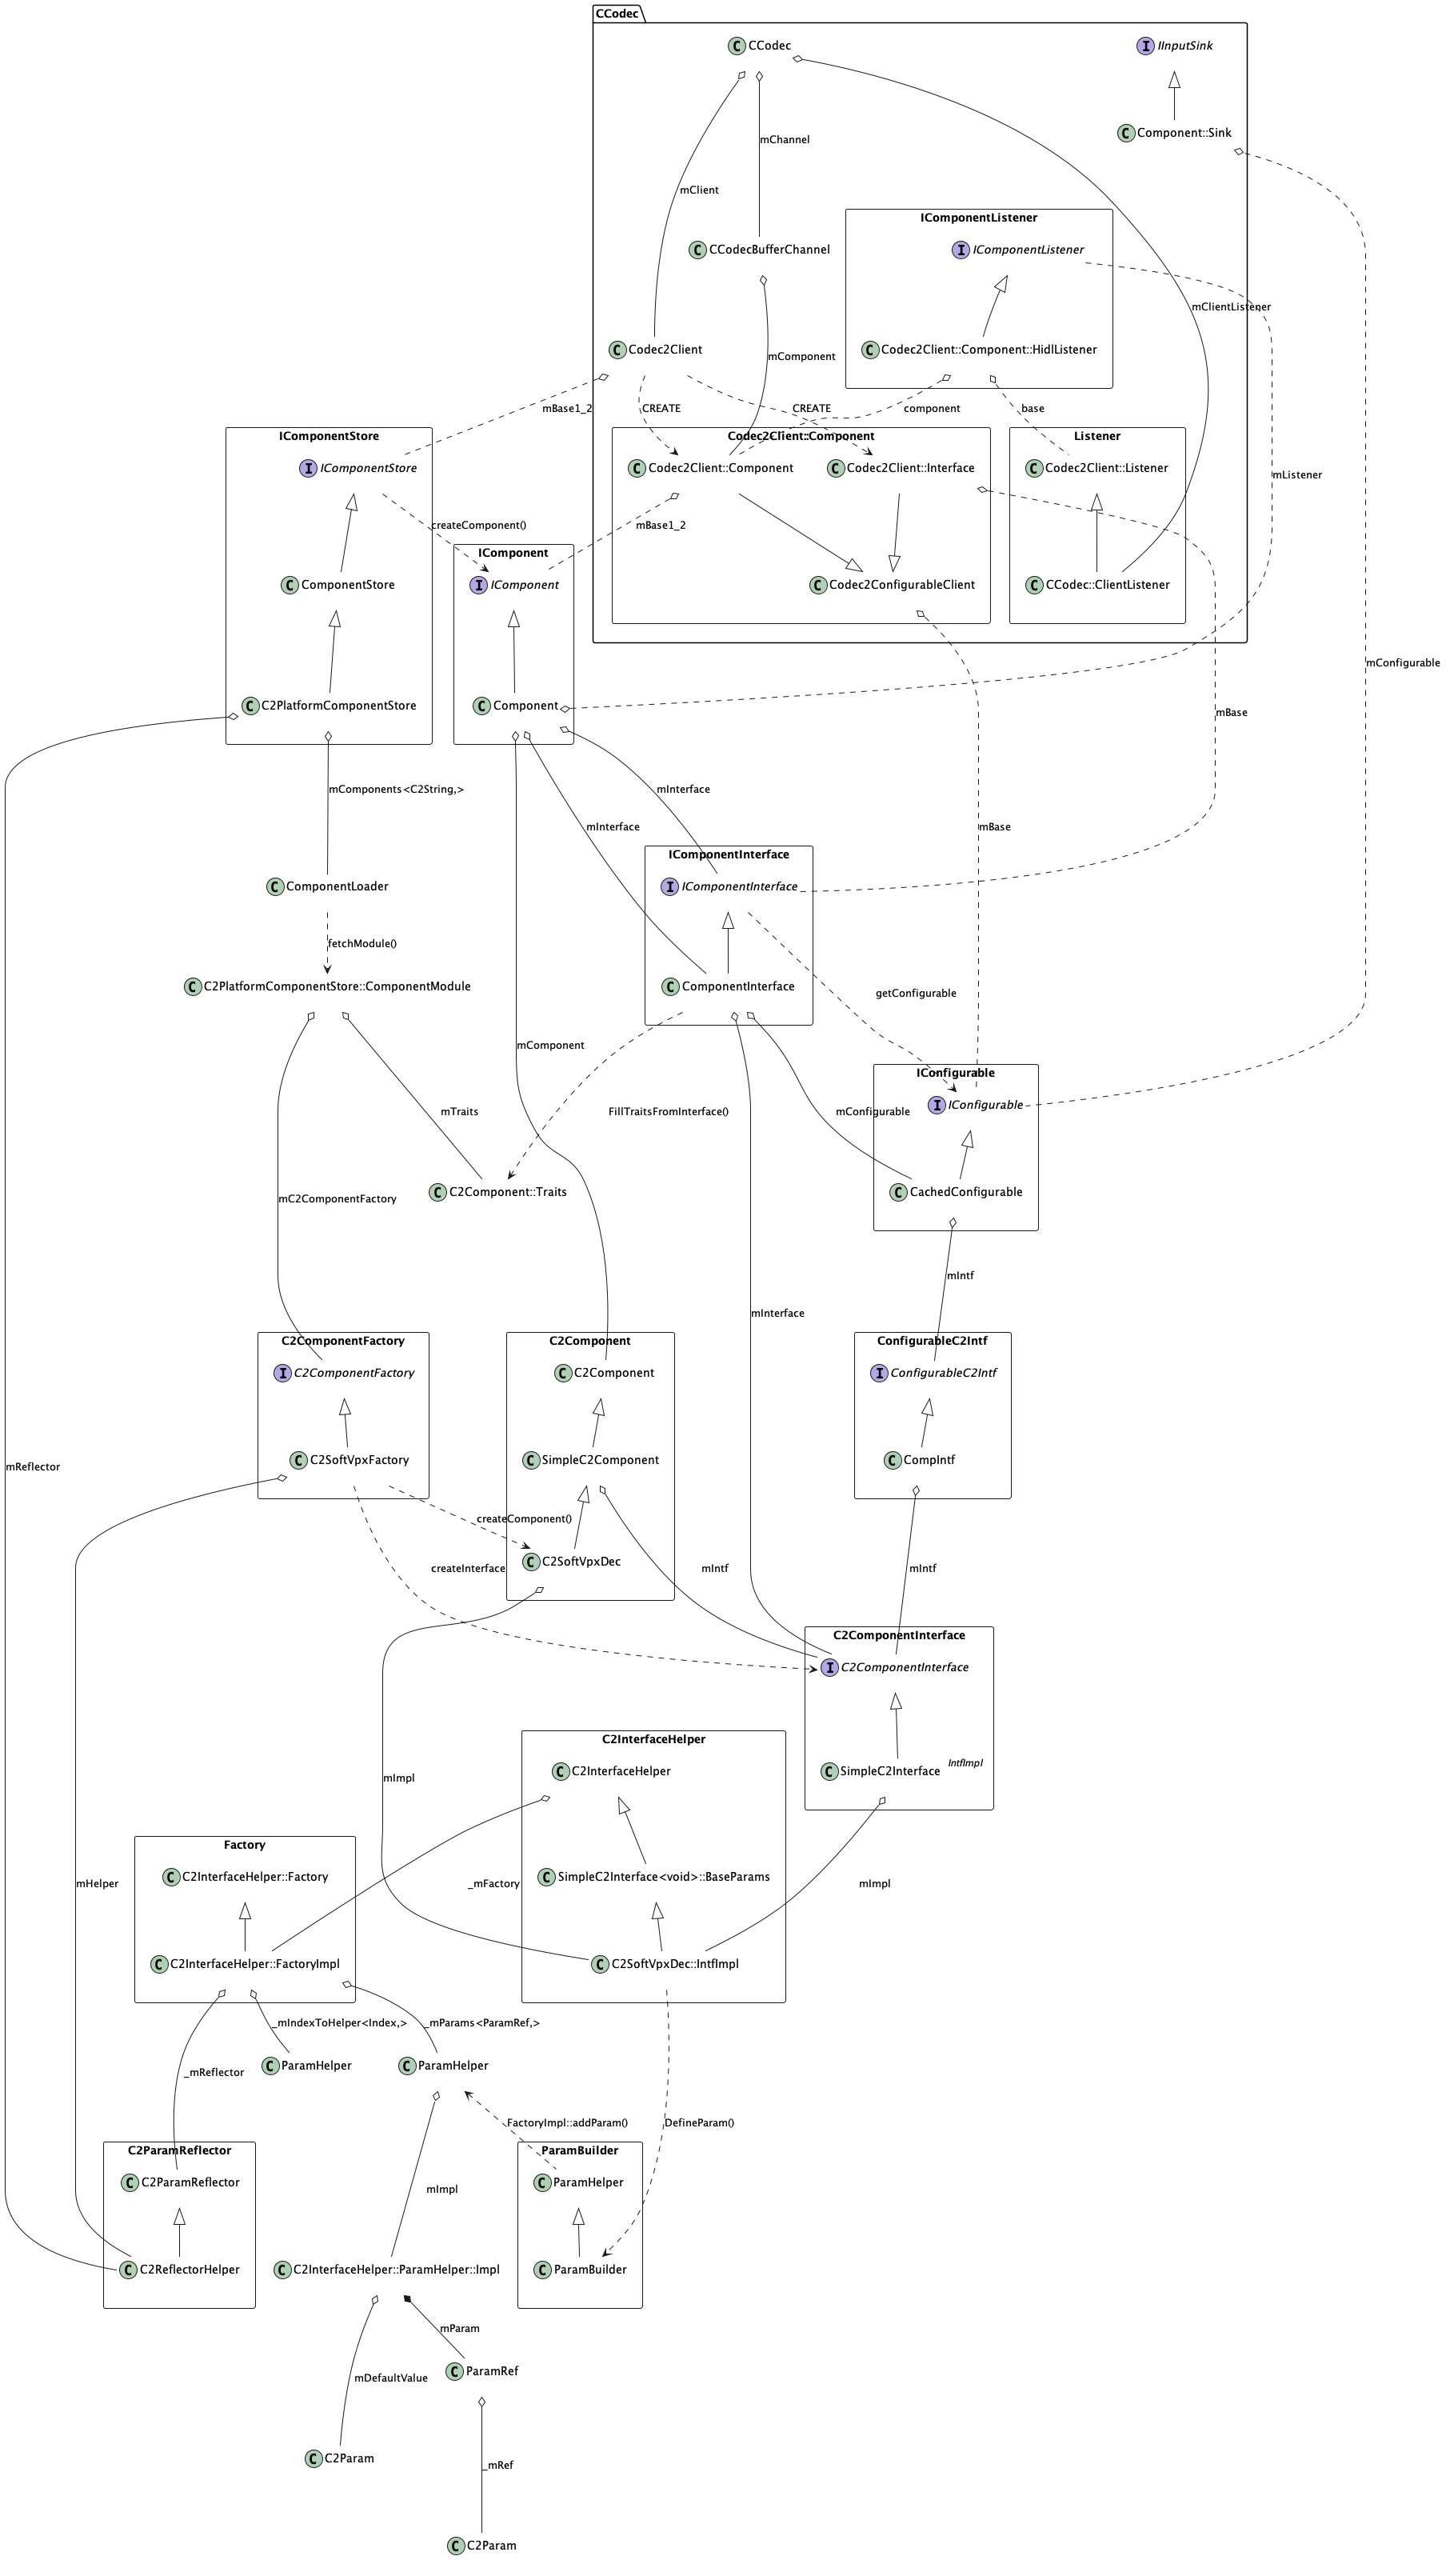 CCodec
C CCodec
I IInputSink
C Component::Sink
mChannel
mClient
IComponentListener
I IComponentListener
C CCodecBufferChannel
mClientListener
C Codec2Client
mComponent
C Codec2Client::Component::HidlListener
mBase1_2
CREATE
CREATE
component
base
IComponentStore
Codec2Client::Component
Listener
I IComponentStore
C Codec2Client::Component
C Codec2Client::Interface
C Codec2Client::Listener
mListener
createComponent()
mBase1_2
IComponent
C ComponentStore
I IComponent
C Codec2ConfigurableClient
C CCodec::ClientListener
mConfigurable
C C2PlatformComponentStore
C Component
mBase
mComponents<C2String,>
mInterface
mInterface
mBase
IComponentInterface
C ComponentLoader
I IComponentInterface
fetchModule()
C C2PlatformComponentStore::ComponentModule
C ComponentInterface
getConfigurable
mComponent
IConfigurable
I IConfigurable
mTraits
FillTraitsFromInterface()
mConfigurable
mC2ComponentFactory
C C2Component::Traits
C CachedConfigurable
mIntf
mInterface
C2ComponentFactory
C2Component
ConfigurableC2Intf
I C2ComponentFactory
C C2Component
I ConfigurableC2Intf
mReflector
C C2SoftVpxFactory
C SimpleC2Component
C CompIntf
createComponent()
C C2SoftVpxDec
createInterface
mIntf
mIntf
C2ComponentInterface
I C2ComponentInterface
C2InterfaceHelper
C C2InterfaceHelper
C SimpleC2Interface
IntfImpl
mImpl
Factory
C C2InterfaceHelper::Factory
C SimpleC2Interface<void>::BaseParams
mHelper
_mFactory
mImpl
C C2InterfaceHelper::FactoryImpl
C C2SoftVpxDec::IntfImpl
_mIndexToHelper<Index,>
_mParams<ParamRef,>
_mReflector
C ParamHelper
C ParamHelper
FactoryImpl::addParam()
DefineParam()
C2ParamReflector
ParamBuilder
C C2ParamReflector
mImpl
C ParamHelper
C C2ReflectorHelper
C C2InterfaceHelper::ParamHelper::Impl
C ParamBuilder
mParam
mDefaultValue
C ParamRef
C C2Param
_mRef
C C2Param